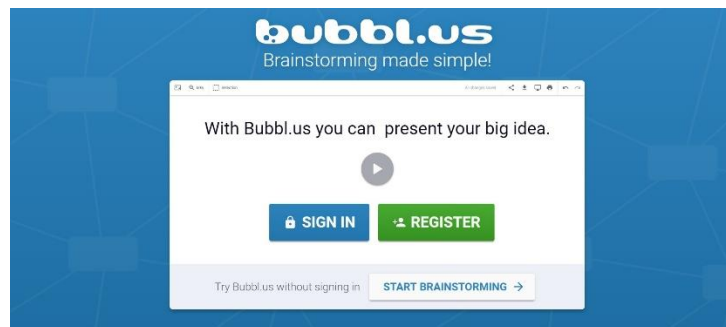 bubbl.us
Brainstorming made simple!
With Bubbl.us you can present your big idea.
SIGN IN
REGISTER
Try Bubbl.us without signing in
START BRAINSTORMING →